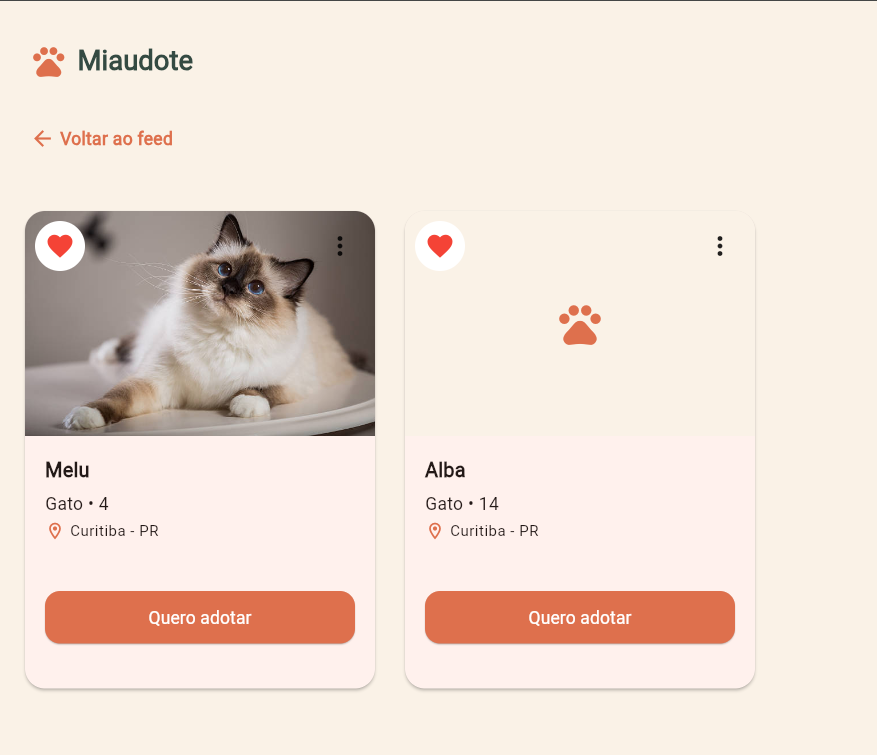 Miaudote
Voltar ao feed
Melu
Gato • 4
Curitiba - PR
Quero adotar
Alba
Gato • 14
Curitiba - PR
Quero adotar